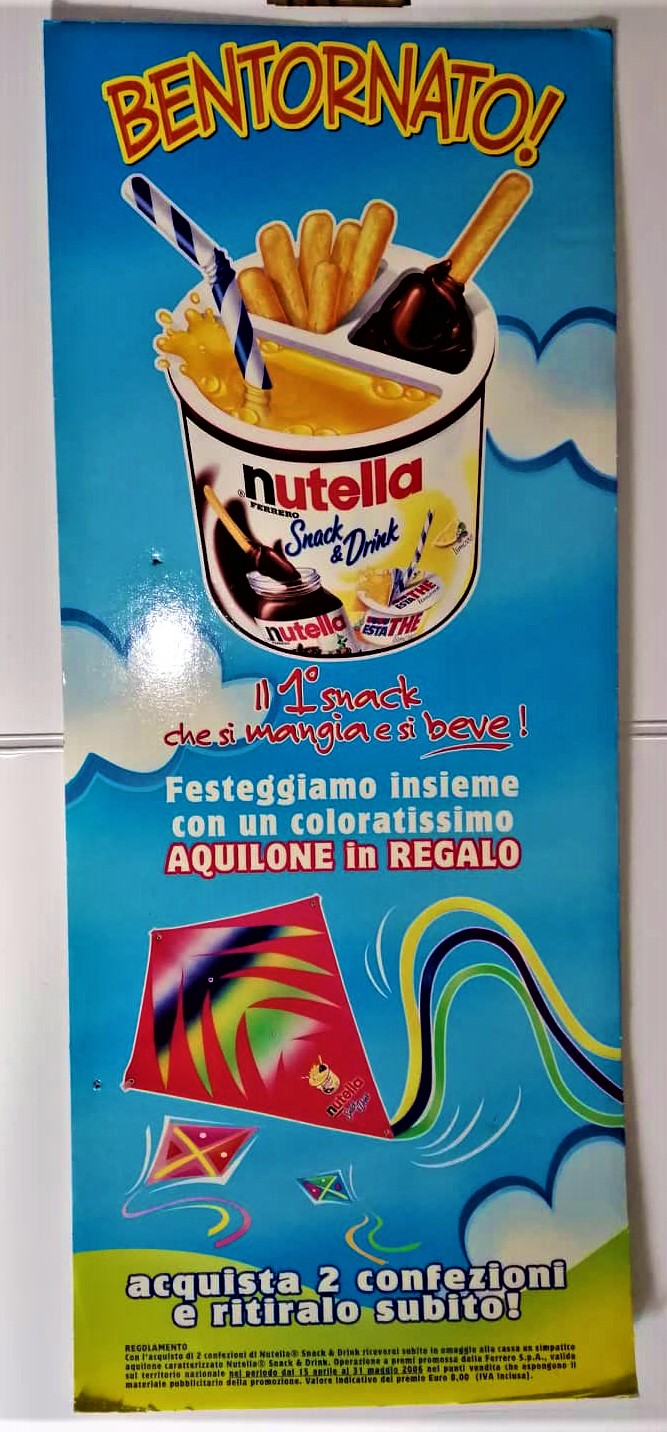 BENTORNATO!
nutella
®FERRERO
Snack
& Drink
limone
ESTATHE
nutella
ESTATHE
Il 1° snack
che si mangia e si beve!
Festeggiamo insieme
con un coloratissimo
AQUILONE in REGALO
nutella
Snack & Drink
acquista 2 confezioni
e ritiralo subito!
REGOLAMENTO
Con l'acquisto di 2 confezioni di Nutella® Snack & Drink riceverai subito in omaggio alla cassa un simpatico
aquilone caratterizzato Nutella® Snack & Drink. Operazione a premi promossa dalla Ferrero S.p.A., valida
sul territorio nazionale nel periodo dal 15 aprile al 31 maggio 2006 nei punti vendita che espongono il
materiale pubblicitario della promozione. Valore indicativo del premio Euro 8,00 (IVA inclusa).